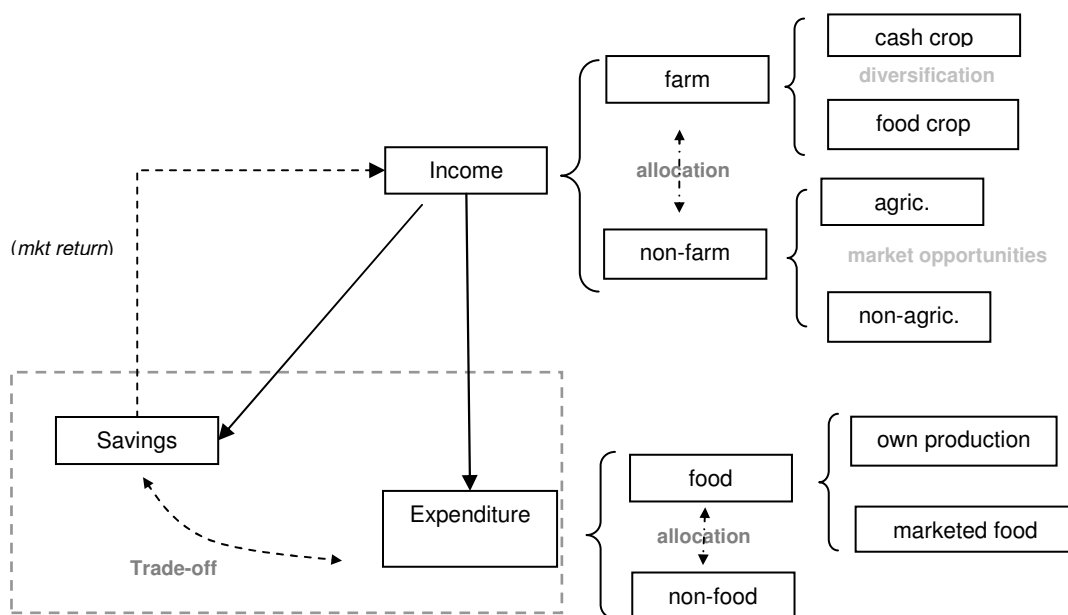 cash crop
farm
diversification
food crop
Income
allocation
agric.
non-farm
(mkt return)
market opportunities
non-agric.
Savings
own production
food
Expenditure
marketed food
allocation
Trade-off
non-food